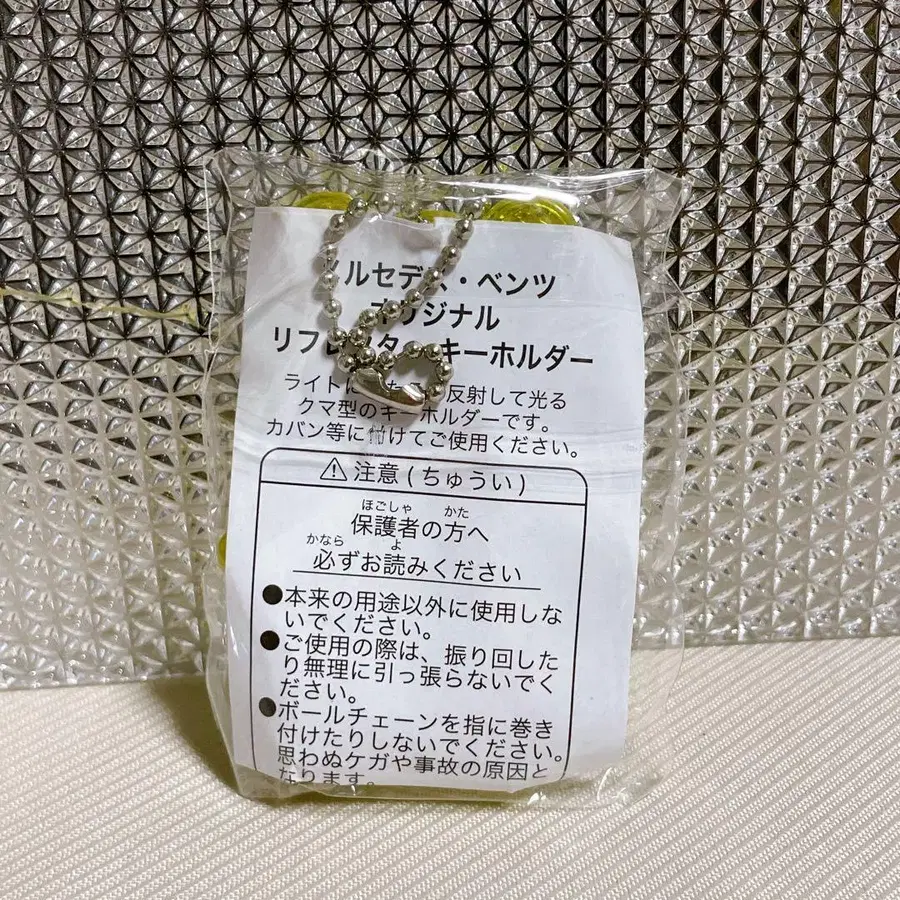 メルセデス・ベンツ
オリジナル
リフレクターキーホルダー
ライトに たる 反射して光る
クマ型のキーホルダーです。
カバン等に付けてご使用ください。
⚠注意(ちゅうい)
ほごしゃ かた
保護者の方へ
かなら よ
必ずお読みください
●本来の用途以外に使用しな
いでください。
●ご使用の際は、振り回した
り無理に引っ張らないでく
ださい。
●ボールチェーンを指に巻き
付けたりしないでください。
思わぬケガや事故の原因と
なります。